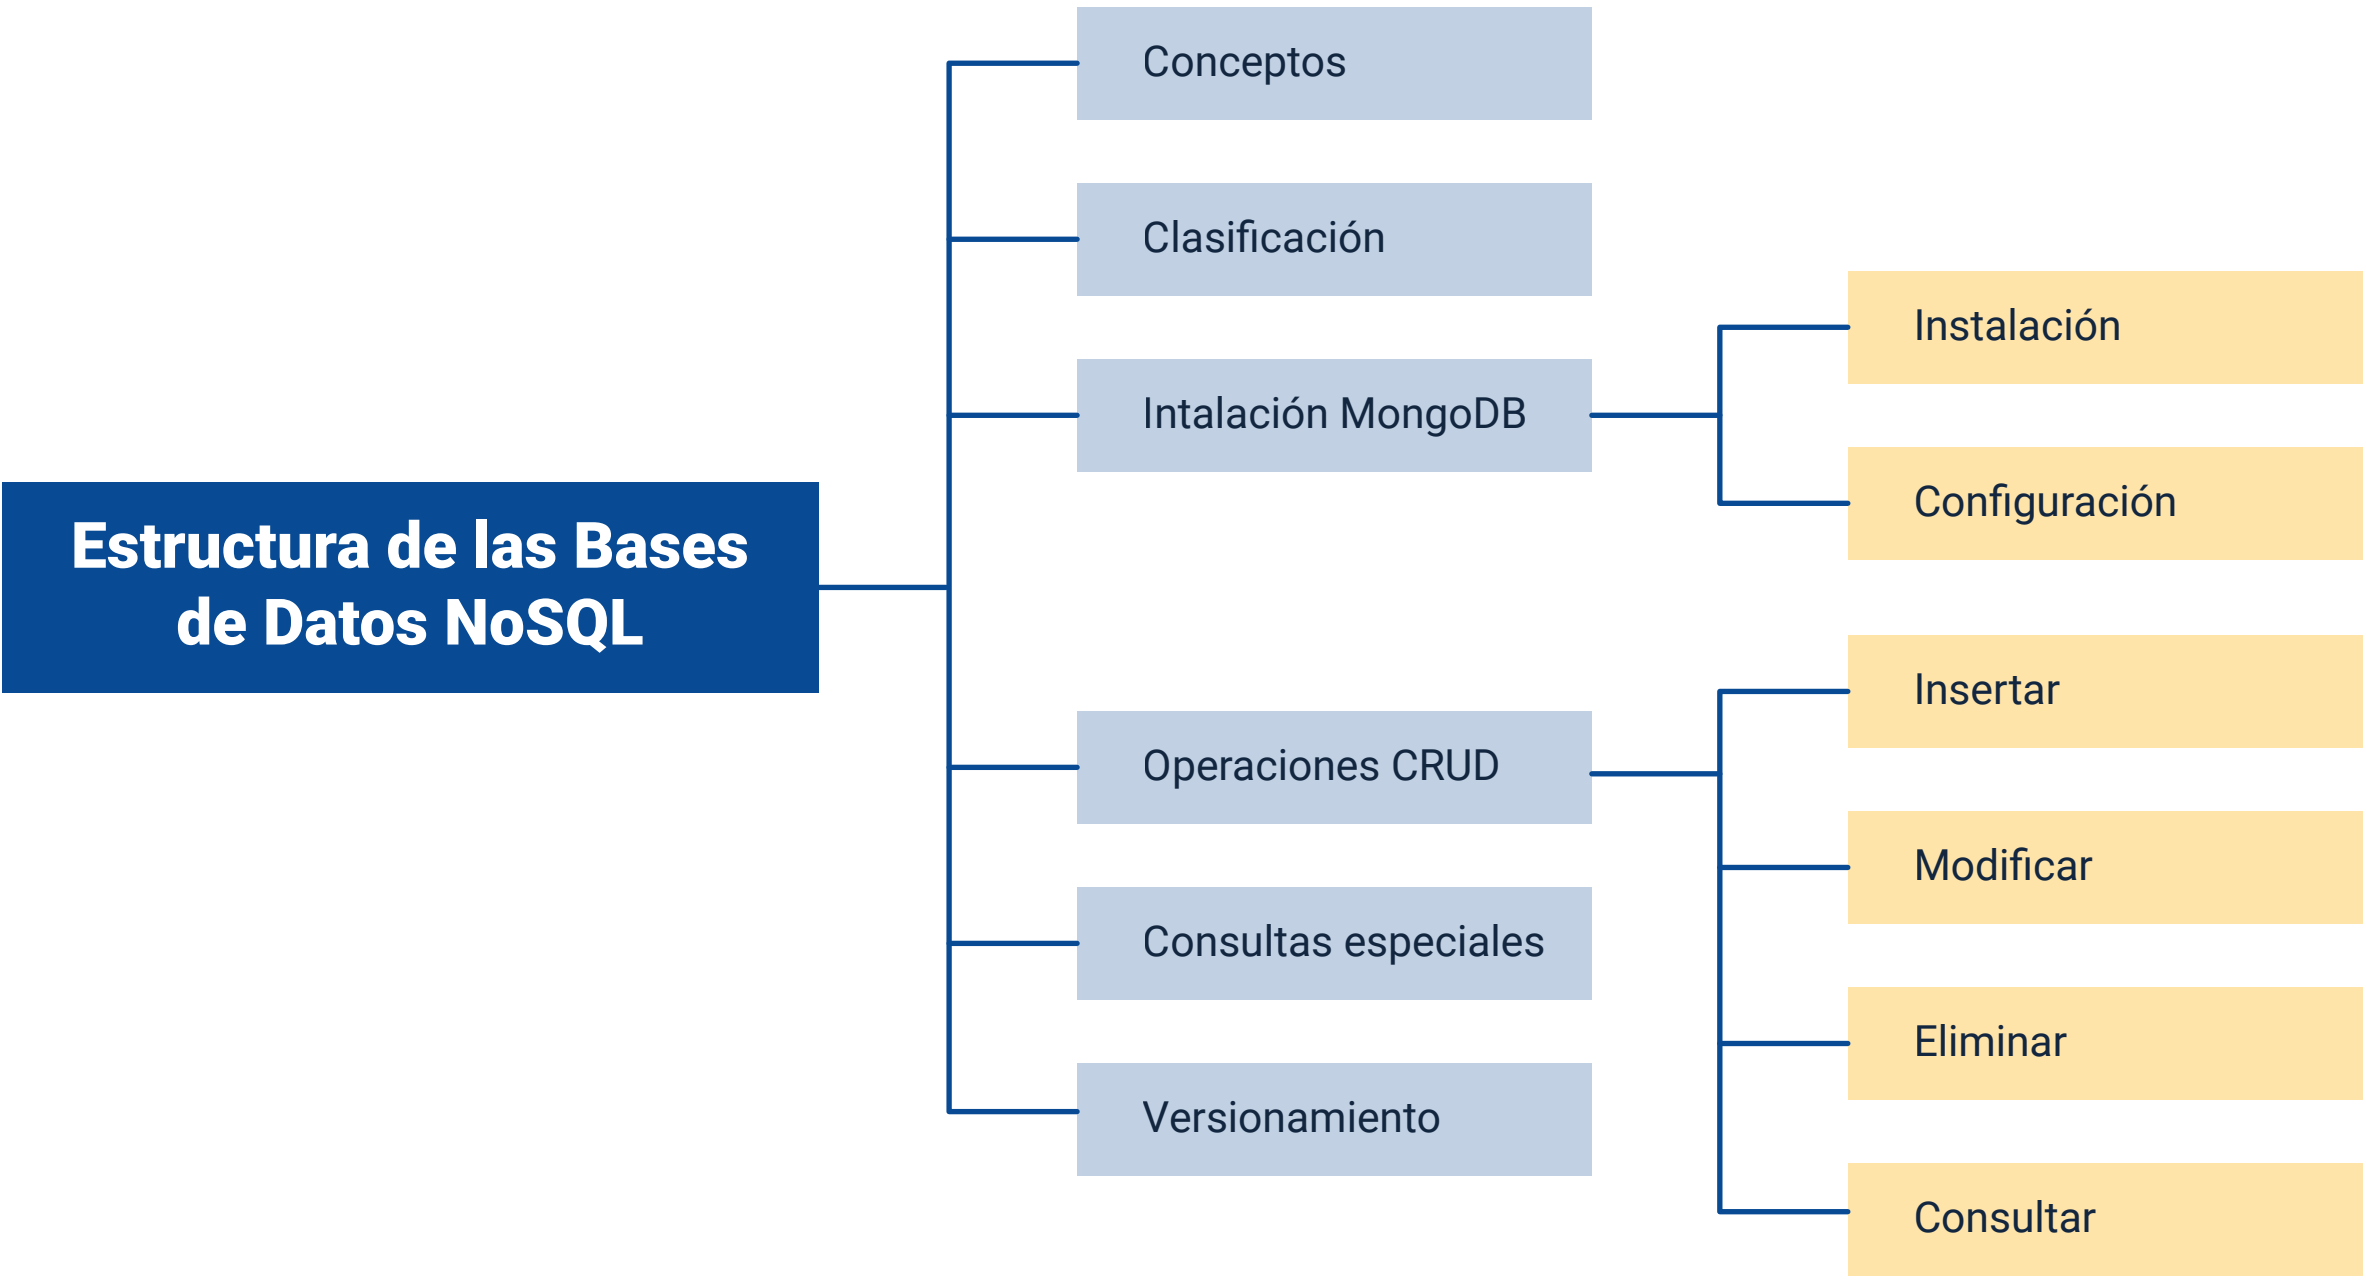 Estructura de las Bases
de Datos NoSQL
Conceptos
Clasificación
Intalación MongoDB
Instalación
Configuración
Operaciones CRUD
Insertar
Modificar
Eliminar
Consultar
Consultas especiales
Versionamiento